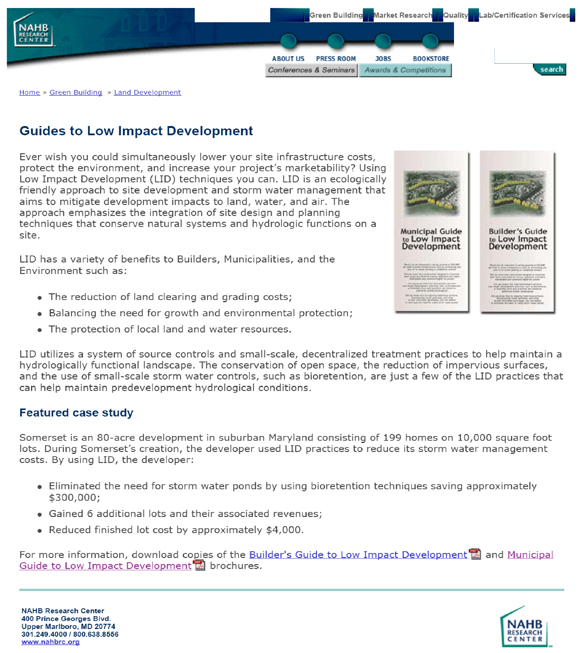 NAHB
RESEARCH
CENTER
Green Building Market Research Quality Lab/Certification Services
ABOUT US PRESS ROOM JOBS BOOKSTORE
Conferences & Seminars Awards & Competitions
search
Home » Green Building » Land Development
Guides to Low Impact Development
Ever wish you could simultaneously lower your site infrastructure costs,
protect the environment, and increase your project's marketability? Using
Low Impact Development (LID) techniques you can. LID is an ecologically
friendly approach to site development and storm water management that
aims to mitigate development impacts to land, water, and air. The
approach emphasizes the integration of site design and planning
techniques that conserve natural systems and hydrologic functions on a
site.
Municipal Guide
to Low Impact
Development
Builder's Guide
to Low Impact
Development
LID has a variety of benefits to Builders, Municipalities, and the
Environment such as:
• The reduction of land clearing and grading costs;
• Balancing the need for growth and environmental protection;
• The protection of local land and water resources.
LID utilizes a system of source controls and small-scale, decentralized treatment practices to help maintain a
hydrologically functional landscape. The conservation of open space, the reduction of impervious surfaces,
and the use of small-scale storm water controls, such as bioretention, are just a few of the LID practices that
can help maintain predevelopment hydrological conditions.
Featured case study
Somerset is an 80-acre development in suburban Maryland consisting of 199 homes on 10,000 square foot
lots. During Somerset's creation, the developer used LID practices to reduce its storm water management
costs. By using LID, the developer:
• Eliminated the need for storm water ponds by using bioretention techniques saving approximately
$300,000;
• Gained 6 additional lots and their associated revenues;
• Reduced finished lot cost by approximately $4,000.
For more information, download copies of the Builder's Guide to Low Impact Development and Municipal
Guide to Low Impact Development brochures.
NAHB Research Center
400 Prince Georges Blvd.
Upper Marlboro, MD 20774
301.249.4000 / 800.638.8556
www.nahbrc.org
NAHB
RESEARCH
CENTER